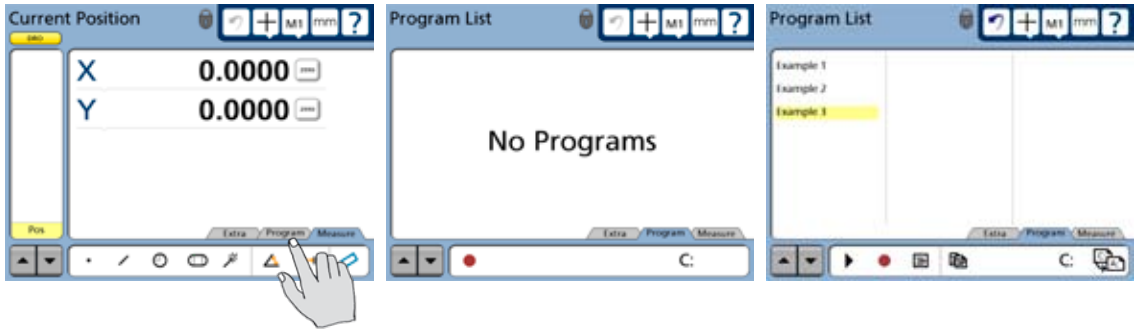 Current Position
M1 mm ?
DRO
X 0.0000
Y 0.0000
Pos
Extra Program Measure
Program List
M1 mm ?
No Programs
Extra Program Measure
C:
Program List
M1 mm ?
Example 1
Example 2
Example 3
Extra Program Measure
C: